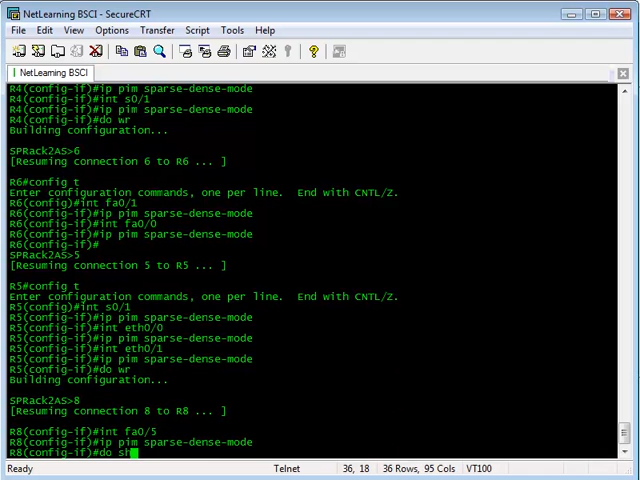 NetLearning BSCI - SecureCRT
File Edit View Options Transfer Script Tools Help
NetLearning BSCI
R4(config-if)#ip pim sparse-dense-mode
R4(config-if)#int s0/1
R4(config-if)#ip pim sparse-dense-mode
R4(config-if)#do wr
Building configuration...
SPRack2AS>6
[Resuming connection 6 to R6 ... ]
R6#config t
Enter configuration commands, one per line.  End with CNTL/Z.
R6(config)#int fa0/1
R6(config-if)#ip pim sparse-dense-mode
R6(config-if)#int fa0/0
R6(config-if)#ip pim sparse-dense-mode
R6(config-if)#
SPRack2AS>5
[Resuming connection 5 to R5 ... ]
R5#config t
Enter configuration commands, one per line.  End with CNTL/Z.
R5(config)#int s0/1
R5(config-if)#ip pim sparse-dense-mode
R5(config-if)#int eth0/0
R5(config-if)#ip pim sparse-dense-mode
R5(config-if)#int eth0/1
R5(config-if)#ip pim sparse-dense-mode
R5(config-if)#do wr
Building configuration...
SPRack2AS>8
[Resuming connection 8 to R8 ... ]
R8(config-if)#int fa0/5
R8(config-if)#ip pim sparse-dense-mode
R8(config-if)#do sh
Ready Telnet 36, 18 36 Rows, 95 Cols VT100